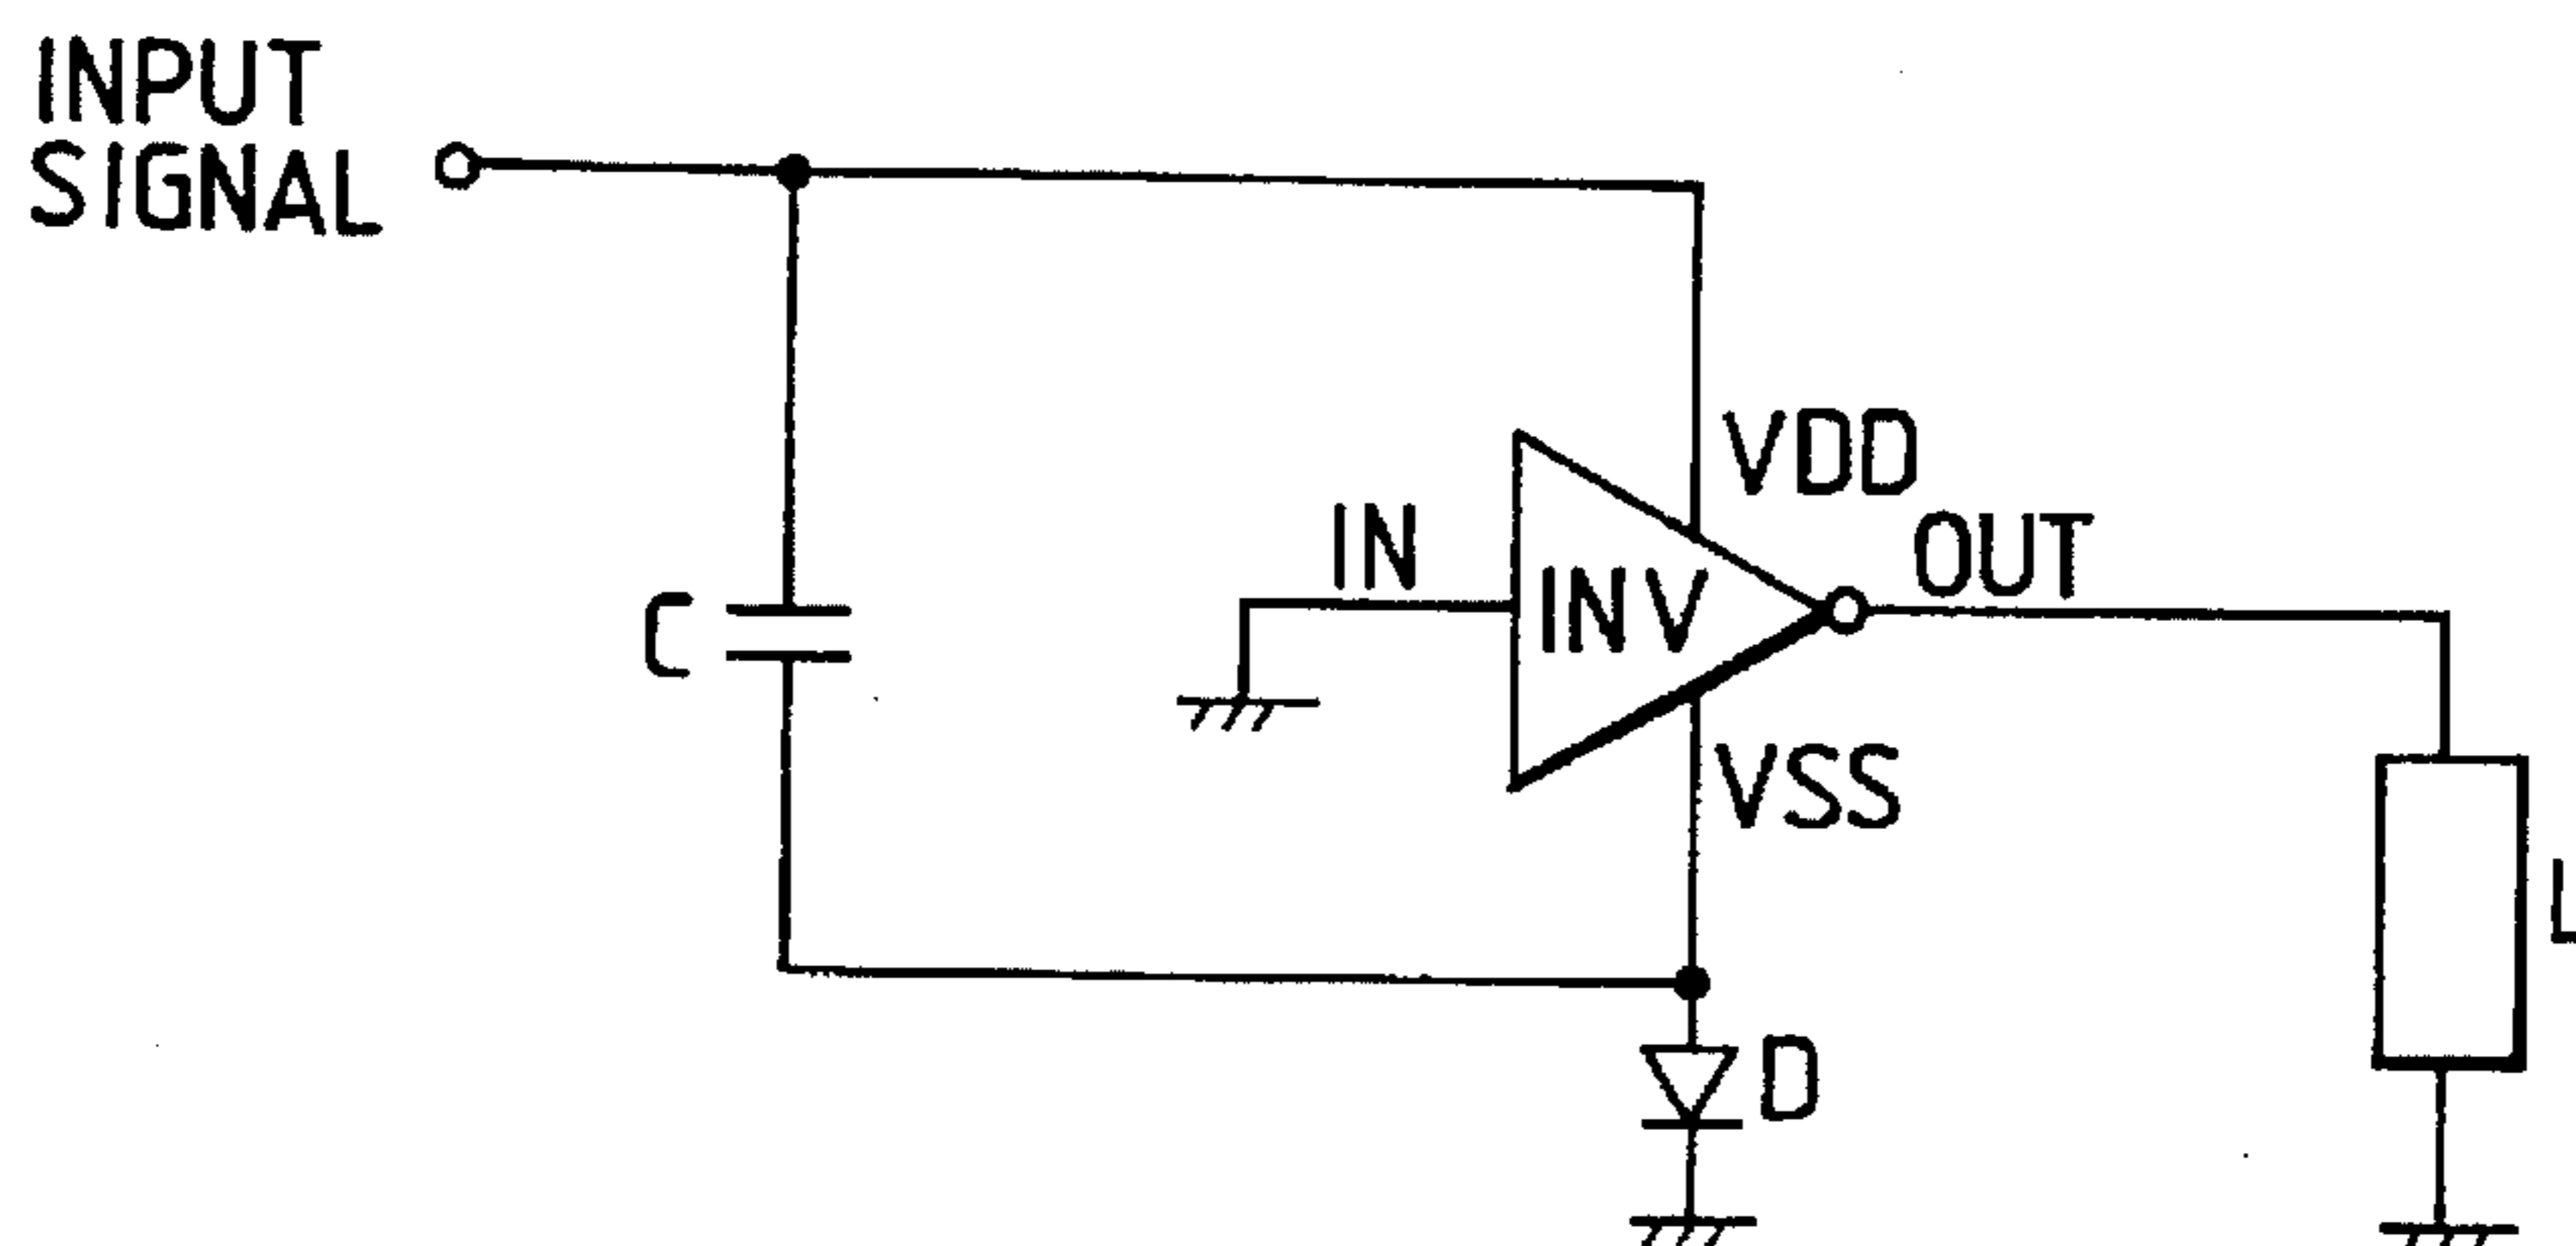 INPUT
SIGNAL
VDD
IN
OUT
INV
C
VSS
L
D